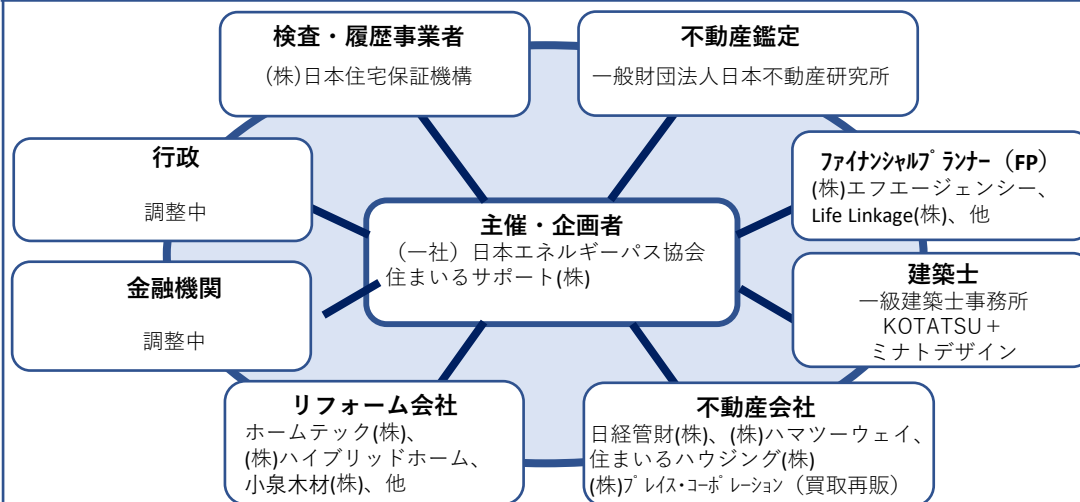 検査・履歴事業者
(株)日本住宅保証機構
不動産鑑定
一般財団法人日本不動産研究所
行政
調整中
ファイナンシャルプランナー（FP）
(株)エフエージェンシー、
Life Linkage(株)、他
主催・企画者
（一社）日本エネルギーパス協会
住まいるサポート(株)
金融機関
調整中
建築士
一級建築士事務所
KOTATSU＋
ミナトデザイン
リフォーム会社
ホームテック(株)、
(株)ハイブリッドホーム、
小泉木材(株)、他
不動産会社
日経管財(株)、(株)ハマツーウェイ、
住まいるハウジング(株)
(株)プレイス・コーポレーション（買取再販）